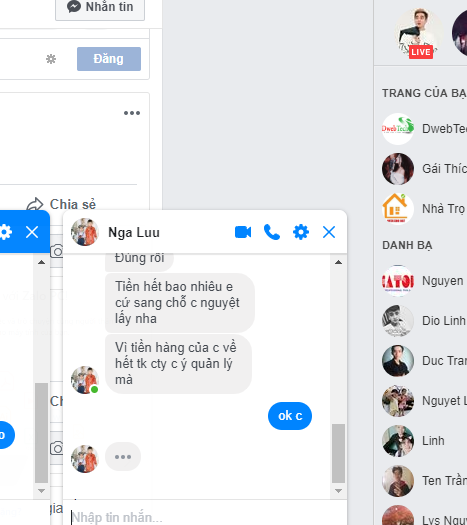 Nhắn tin
Đăng
LIVE
TRANG CỦA BẠ
DwebTec
Gái Thíc
Nhà Trọ
Chia sẻ
Nga Luu
DANH BẠ
Đúng rồi
Tiền hết bao nhiêu e
cứ sang chỗ c nguyệt
lấy nha
Vì tiền hàng của c về
hết tk cty c ý quản lý
mà
ok c
Nhập tin nhắn...
Nguyen
Dio Linh
Duc Tran
Nguyet L
Linh
Ten Trần
Lys Ngu